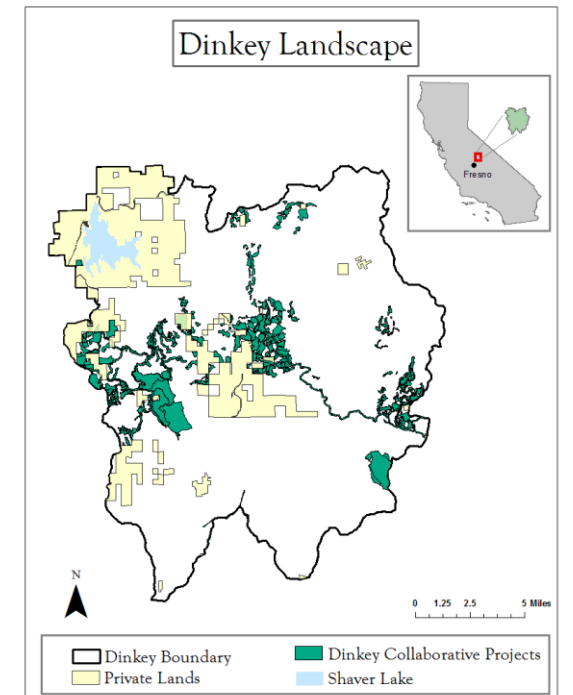 Dinkey Landscape
Fresno
N
0 1.25 2.5 5 Miles
Dinkey Boundary
Dinkey Collaborative Projects
Private Lands
Shaver Lake